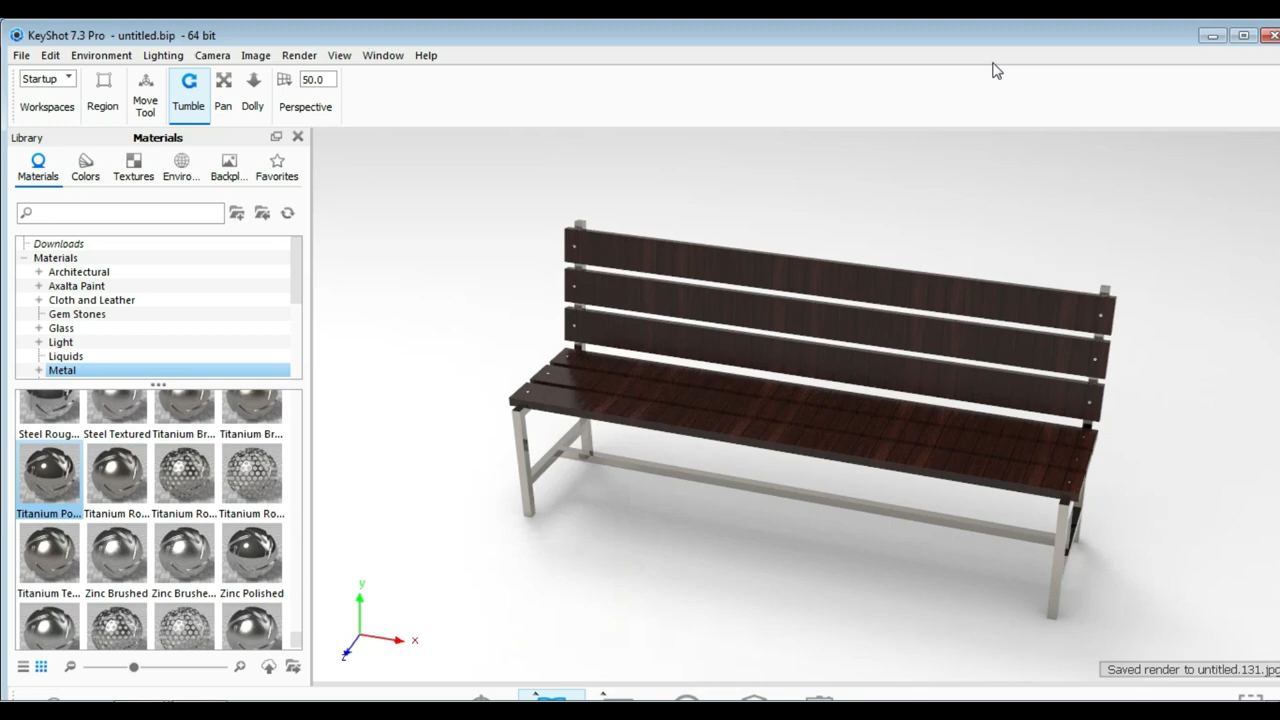 KeyShot 7.3 Pro - untitled.bip - 64 bit
File Edit Environment Lighting Camera Image Render View Window Help
Startup 50.0
Workspaces Region Move Tool Tumble Pan Dolly Perspective
Library Materials
Materials Colors Textures Enviro... Backpl... Favorites
Downloads
Materials
Architectural
Axalta Paint
Cloth and Leather
Gem Stones
Glass
Light
Liquids
Metal
Steel Roug... Steel Textured Titanium Br... Titanium Br...
Titanium Po... Titanium Ro... Titanium Ro... Titanium Ro...
Titanium Te... Zinc Brushed Zinc Brushe... Zinc Polished
y
x
z
Saved render to untitled.131.jpg